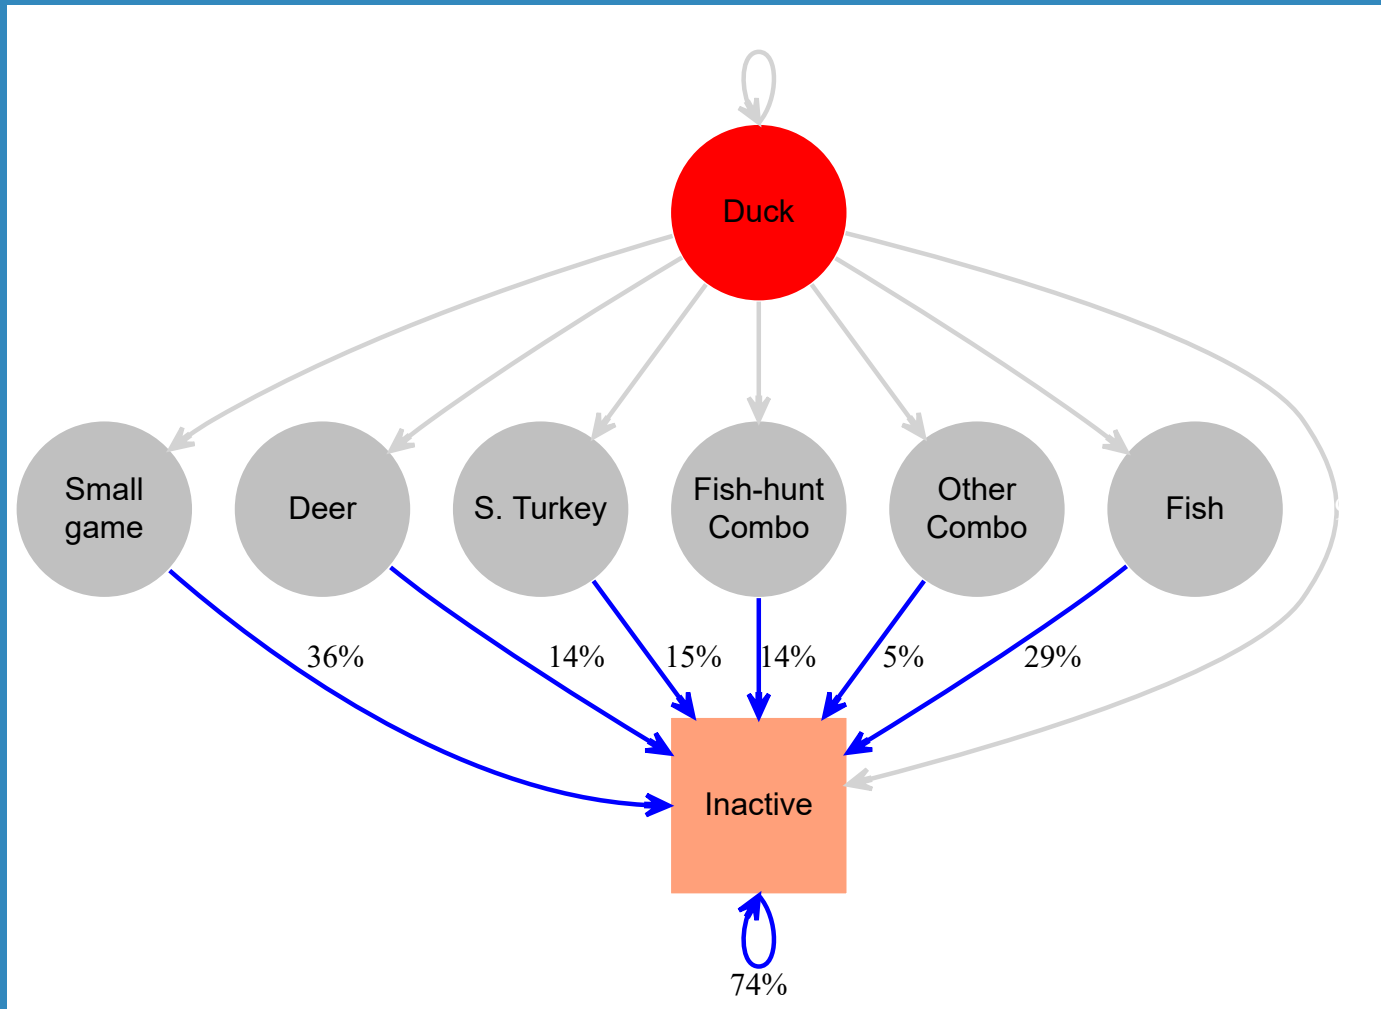 Duck
Small
game
Deer
S. Turkey
Fish-hunt
Combo
Other
Combo
Fish
36%
14%
15%
14%
5%
29%
Inactive
74%